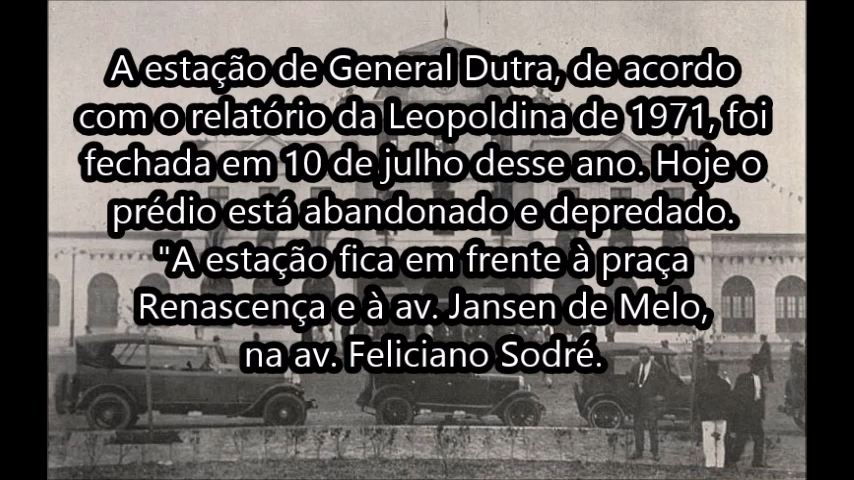 A estação de General Dutra, de acordo
com o relatório da Leopoldina de 1971, foi
fechada em 10 de julho desse ano. Hoje o
prédio está abandonado e depredado.
"A estação fica em frente à praça
Renascença e à av. Jansen de Melo,
na av. Feliciano Sodré.